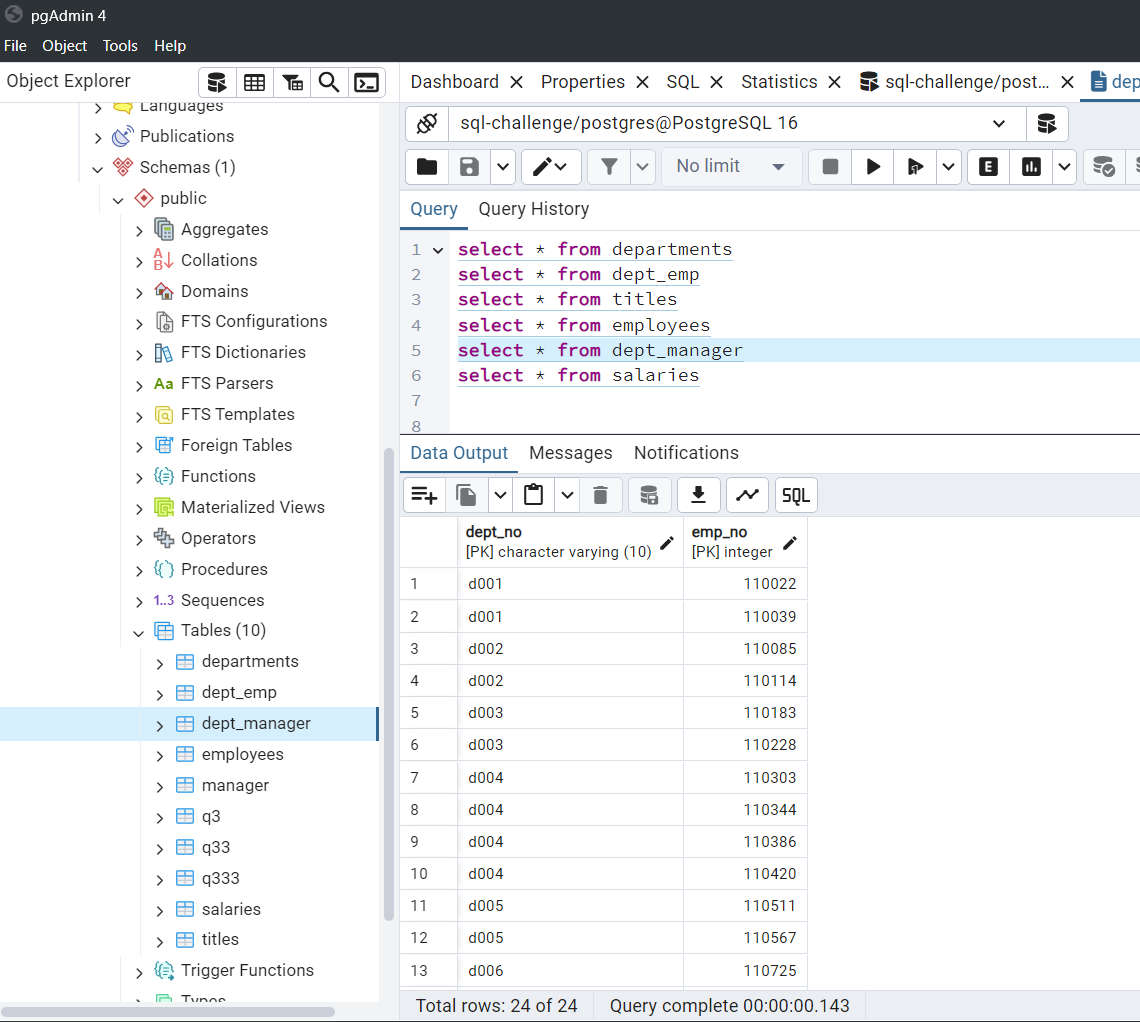 pgAdmin 4
File Object Tools Help
Object Explorer
Languages
Publications
Schemas (1)
public
Aggregates
Collations
Domains
FTS Configurations
FTS Dictionaries
Aa FTS Parsers
FTS Templates
Foreign Tables
Functions
Materialized Views
Operators
Procedures
1..3 Sequences
Tables (10)
departments
dept_emp
dept_manager
employees
manager
q3
q33
q333
salaries
titles
Trigger Functions
Types
Dashboard Properties SQL Statistics sql-challenge/post... dep
sql-challenge/postgres@PostgreSQL 16
No limit E
Query Query History
1 select * from departments
2 select * from dept_emp
3 select * from titles
4 select * from employees
5 select * from dept_manager
6 select * from salaries
7
8
Data Output Messages Notifications
SQL
dept_no emp_no
[PK] character varying (10) [PK] integer
1 d001 110022
2 d001 110039
3 d002 110085
4 d002 110114
5 d003 110183
6 d003 110228
7 d004 110303
8 d004 110344
9 d004 110386
10 d004 110420
11 d005 110511
12 d005 110567
13 d006 110725
Total rows: 24 of 24 Query complete 00:00:00.143